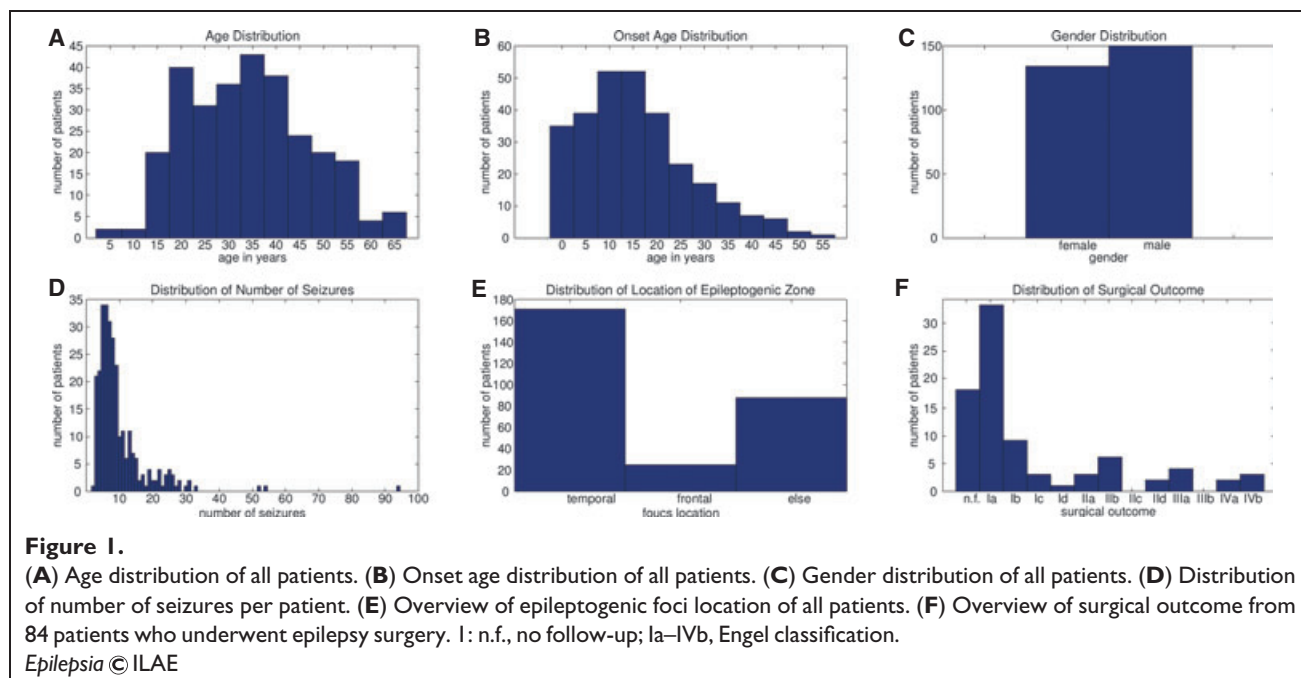 A
Age Distribution
number of patients
45
40
35
30
25
20
15
10
5
0
5 10 15 20 25 30 35 40 45 50 55 60 65
age in years
B
Onset Age Distribution
number of patients
60
50
40
30
20
10
0
0 5 10 15 20 25 30 35 40 45 50 55
age in years
C
Gender Distribution
number of patients
150
100
50
0
female male
gender
D
Distribution of Number of Seizures
number of patients
35
30
25
20
15
10
5
0
10 20 30 40 50 60 70 80 90 100
number of seizures
E
Distribution of Location of Epileptogenic Zone
number of patients
180
160
140
120
100
80
60
40
20
0
temporal frontal else
foucs location
F
Distribution of Surgical Outcome
number of patients
30
25
20
15
10
5
0
n.f. Ia Ib Ic Id IIa IIb IIc IId IIIa IIIb IVa IVb
surgical outcome
Figure 1.
(A) Age distribution of all patients. (B) Onset age distribution of all patients. (C) Gender distribution of all patients. (D) Distribution
of number of seizures per patient. (E) Overview of epileptogenic foci location of all patients. (F) Overview of surgical outcome from
84 patients who underwent epilepsy surgery. 1: n.f., no follow-up; Ia–IVb, Engel classification.
Epilepsia © ILAE